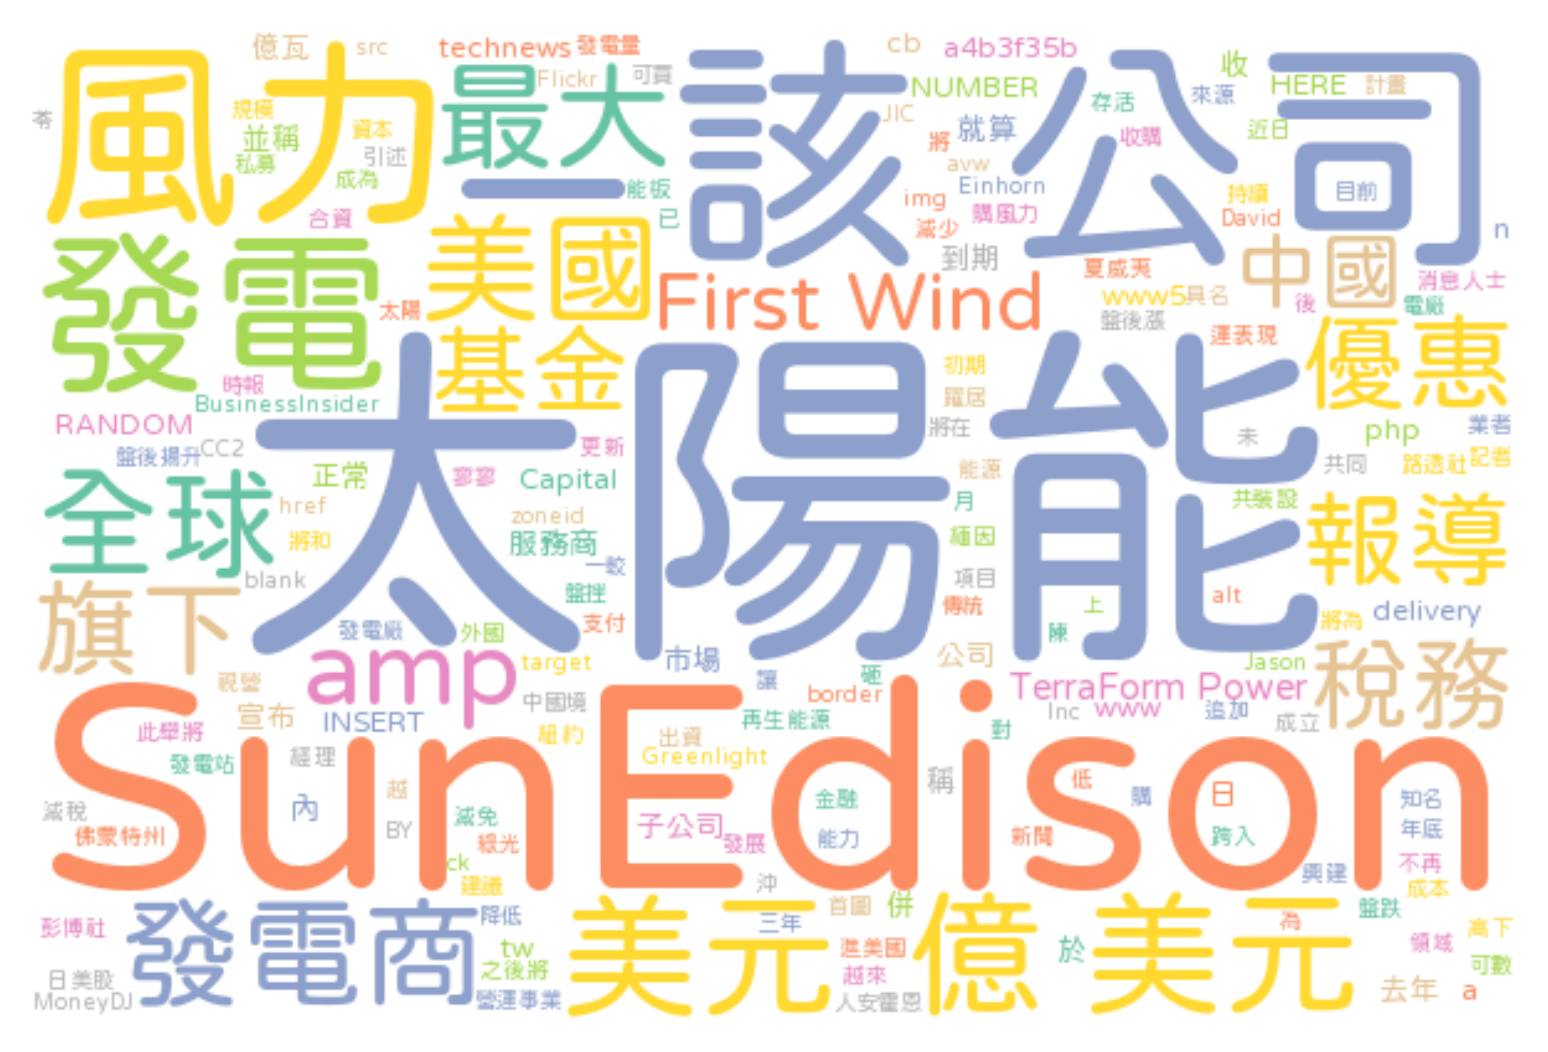 億瓦 src technews 發電量 cb a4b3f35b
風力 最大 一 該公司
Flickr 可買 NUMBER 收 HERE 計畫
規模 資本 JIC 存活 來源
苓 並稱 引述 將 就算 收購 近日
私募 成為 能板 avw Einhorn 目前
合資 已 img 購風力 持續
減少 David n
發電 美國 到期 中國
First Wind 夏威夷 消息人士
太陽 www5 具名 後 電廠
盤後漲 運表現
基金 太陽能 優惠
時報 初期
BusinessInsider 躍居
RANDOM 將在 php 業者
盤後揚升 CC2 更新 未
全球 正常 寥寥 Capital 能源 共同 路透社 記者
href zoneid 月 共裝設 報導
將和 服務商 緬因
blank 一較 項目
旗下 盤挫 傳統 上 alt
發電廠 外國 支付 陳 將為 delivery
amp target 市場 公司 Jason 稅務
視營 讓 砸 TerraForm Power
中國境 border Inc www 追加
宣布 INSERT 再生能源 成立
此舉將 紐約 出資 對
SunEdison
發電站 經理 Greenlight
越 稱 低 日 知名
減稅 內 金融 購
佛蒙特州 BY 減免 子公司 能力 新聞 跨入 年底
綠光 發展
ck 不再
建議 沖 興建 成本
發電商 降低 美元 首圖 併 億 美元 盤跌
彭博社 三年 為 高下
tw 進美國 於 領域
之後將 越來 可數
日美股 去年 a
MoneyDJ 營運事業 人安霍恩